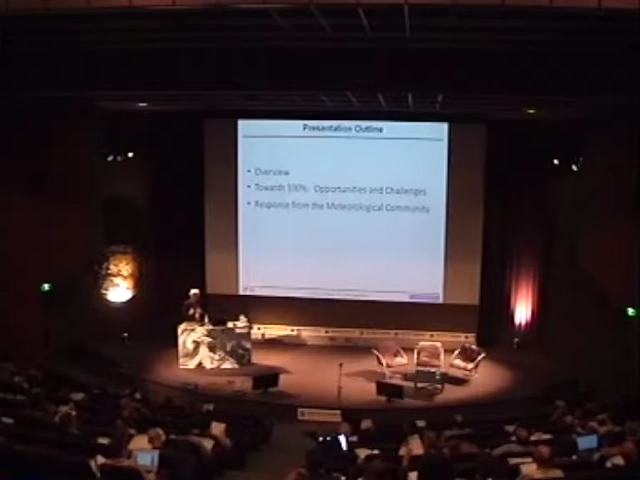 Presentation Outline
• Overview
• Towards 100%: Opportunities and Challenges
• Response from the Meteorological Community